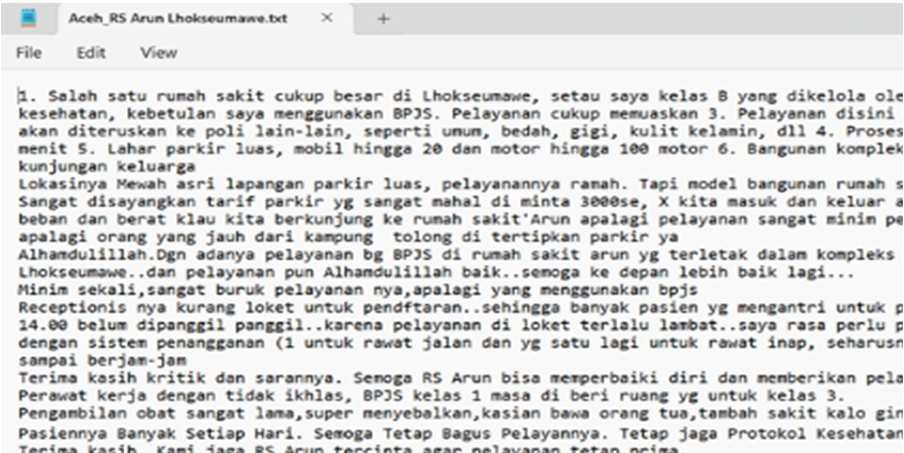 Aceh_RS Arun Lhokseumawe.txt
File Edit View
1. Salah satu rumah sakit cukup besar di Lhokseumawe, setau saya kelas B yang dikelola ole
kesehatan, kebetulan saya menggunakan BPJS. Pelayanan cukup memuaskan 3. Pelayanan disini
akan diteruskan ke poli lain-lain, seperti umum, bedah, gigi, kulit kelamin, dll 4. Proses
menit 5. Lahar parkir luas, mobil hingga 20 dan motor hingga 100 motor 6. Bangunan komplek
kunjungan keluarga
Lokasinya Mewah asri lapangan parkir luas, pelayanannya ramah. Tapi model bangunan rumah s
Sangat disayangkan tarif parkir yg sangat mahal di minta 3000se, X kita masuk dan keluar a
beban dan berat klau kita berkunjung ke rumah sakit'Arun apalagi pelayanan sangat minim pe
apalagi orang yang jauh dari kampung tolong di tertipkan parkir ya
Alhamdulillah.Dgn adanya pelayanan bg BPJS di rumah sakit arun yg terletak dalam kompleks
Lhokseumawe..dan pelayanan pun Alhamdulillah baik..semoga ke depan lebih baik lagi...
Minim sekali,sangat buruk pelayanan nya,apalagi yang menggunakan bpjs
Receptionis nya kurang loket untuk pendftaran..sehingga banyak pasien yg mengantri untuk p
14.00 belum dipanggil panggil..karena pelayanan di loket terlalu lambat..saya rasa perlu p
dengan sistem penangganan (1 untuk rawat jalan dan yg satu lagi untuk rawat inap, seharusn
sampai berjam-jam
Terima kasih kritik dan sarannya. Semoga RS Arun bisa memperbaiki diri dan memberikan pela
Perawat kerja dengan tidak ikhlas, BPJS kelas 1 masa di beri ruang yg untuk kelas 3.
Pengambilan obat sangat lama,super menyebalkan,kasian bawa orang tua,tambah sakit kalo gin
Pasiennya Banyak Setiap Hari. Semoga Tetap Bagus Pelayannya. Tetap jaga Protokol Kesehatan
Terima kasih. Kami jaga RS Arun tercinta agar pelayanan tetap prima